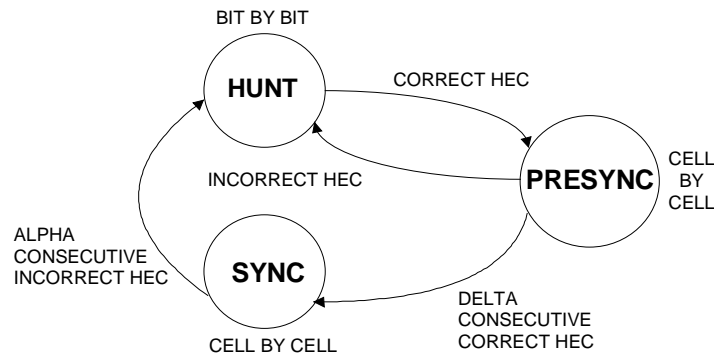 BIT BY BIT
HUNT
CORRECT HEC
INCORRECT HEC
PRESYNC
CELL
BY
CELL
ALPHA
CONSECUTIVE
INCORRECT HEC
SYNC
CELL BY CELL
DELTA
CONSECUTIVE
CORRECT HEC